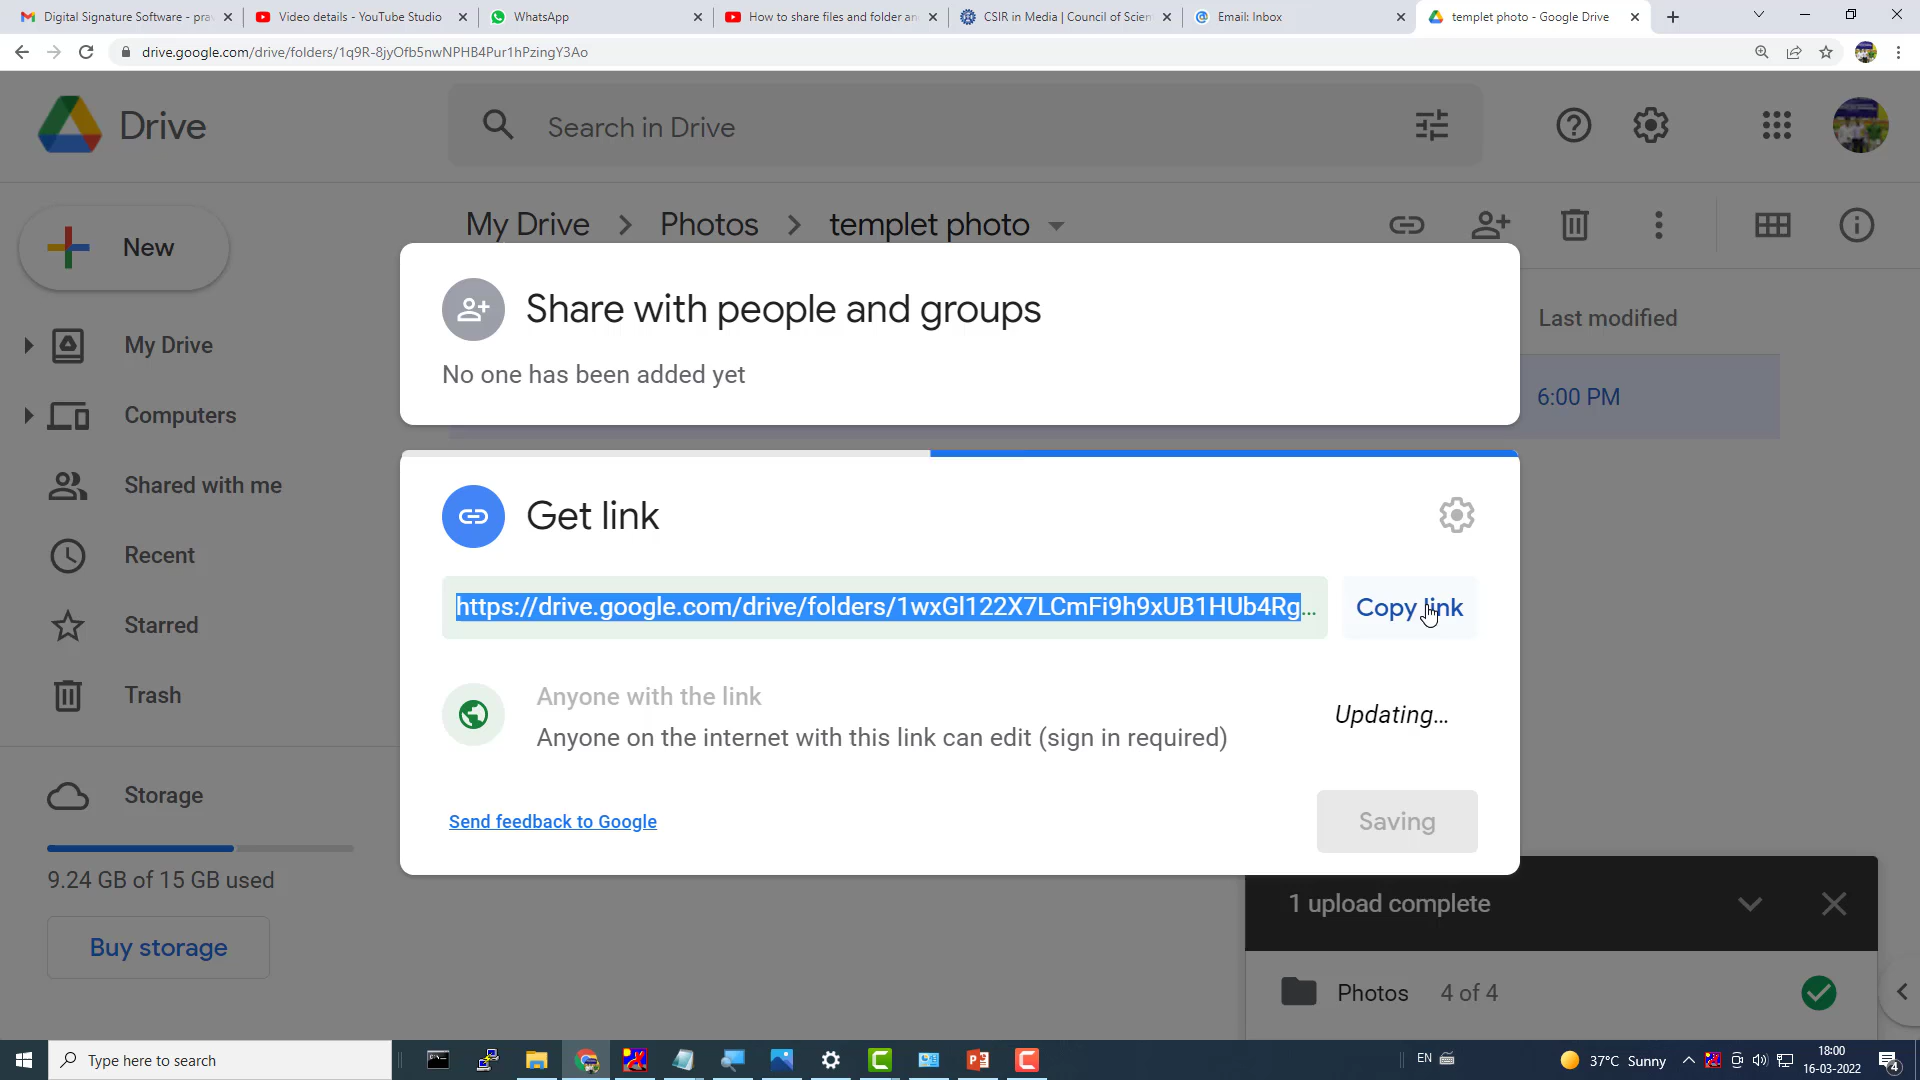 Digital Signature Software - prav
Video details - YouTube Studio
WhatsApp
How to share files and folder an
CSIR in Media | Council of Scien
Email: Inbox
templet photo - Google Drive
drive.google.com/drive/folders/1q9R-8jyOfb5nwNPHB4Pur1hPzingY3Ao
Drive
Search in Drive
New
My Drive
Photos
templet photo
Share with people and groups
No one has been added yet
Last modified
6:00 PM
My Drive
Computers
Shared with me
Recent
Starred
Trash
Storage
9.24 GB of 15 GB used
Buy storage
Get link
https://drive.google.com/drive/folders/1wxGl122X7LCmFi9h9xUB1HUb4Rg...
Copy link
Anyone with the link
Anyone on the internet with this link can edit (sign in required)
Updating...
Send feedback to Google
Saving
1 upload complete
Photos 4 of 4
Type here to search
EN
37°C Sunny
18:00
16-03-2022
4